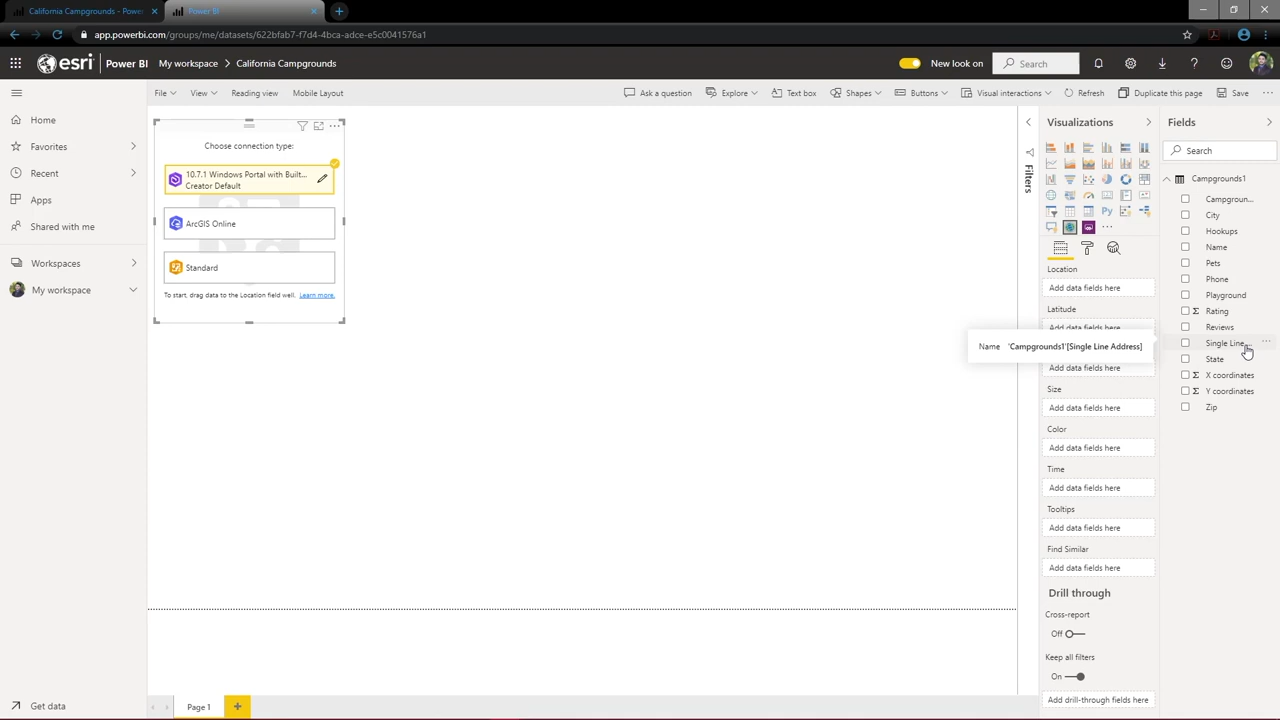 California Campgrounds - Power
Power BI
app.powerbi.com/groups/me/datasets/622bfab7-f7d4-4bca-adce-e5c0041576a1
esri
Power BI
My workspace > California Campgrounds
New look on
Search
File
View
Reading view
Mobile Layout
Ask a question
Explore
Text box
Shapes
Buttons
Visual interactions
Refresh
Duplicate this page
Save
Home
Favorites
Recent
Apps
Shared with me
Workspaces
My workspace
Get data
Choose connection type:
10.7.1 Windows Portal with Built...
Creator Default
ArcGIS Online
Standard
To start, drag data to the Location field well. Learn more.
Page 1
Filters
Visualizations
Py
Location
Add data fields here
Latitude
Add data fields here
Name 'Campgrounds1'[Single Line Address]
Add data fields here
Size
Add data fields here
Color
Add data fields here
Time
Add data fields here
Tooltips
Add data fields here
Find Similar
Add data fields here
Drill through
Cross-report
Off
Keep all filters
On
Add drill-through fields here
Fields
Search
Campgrounds1
Campgroun...
City
Hookups
Name
Pets
Phone
Playground
Σ Rating
Reviews
Single Line...
State
Σ X coordinates
Σ Y coordinates
Zip